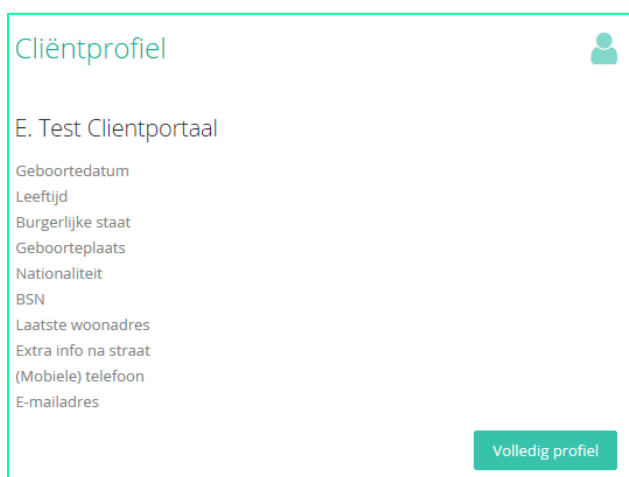 Cliëntprofiel
E. Test Clientportaal
Geboortedatum
Leeftijd
Burgerlijke staat
Geboorteplaats
Nationaliteit
BSN
Laatste woonadres
Extra info na straat
(Mobiele) telefoon
E-mailadres
Volledig profiel